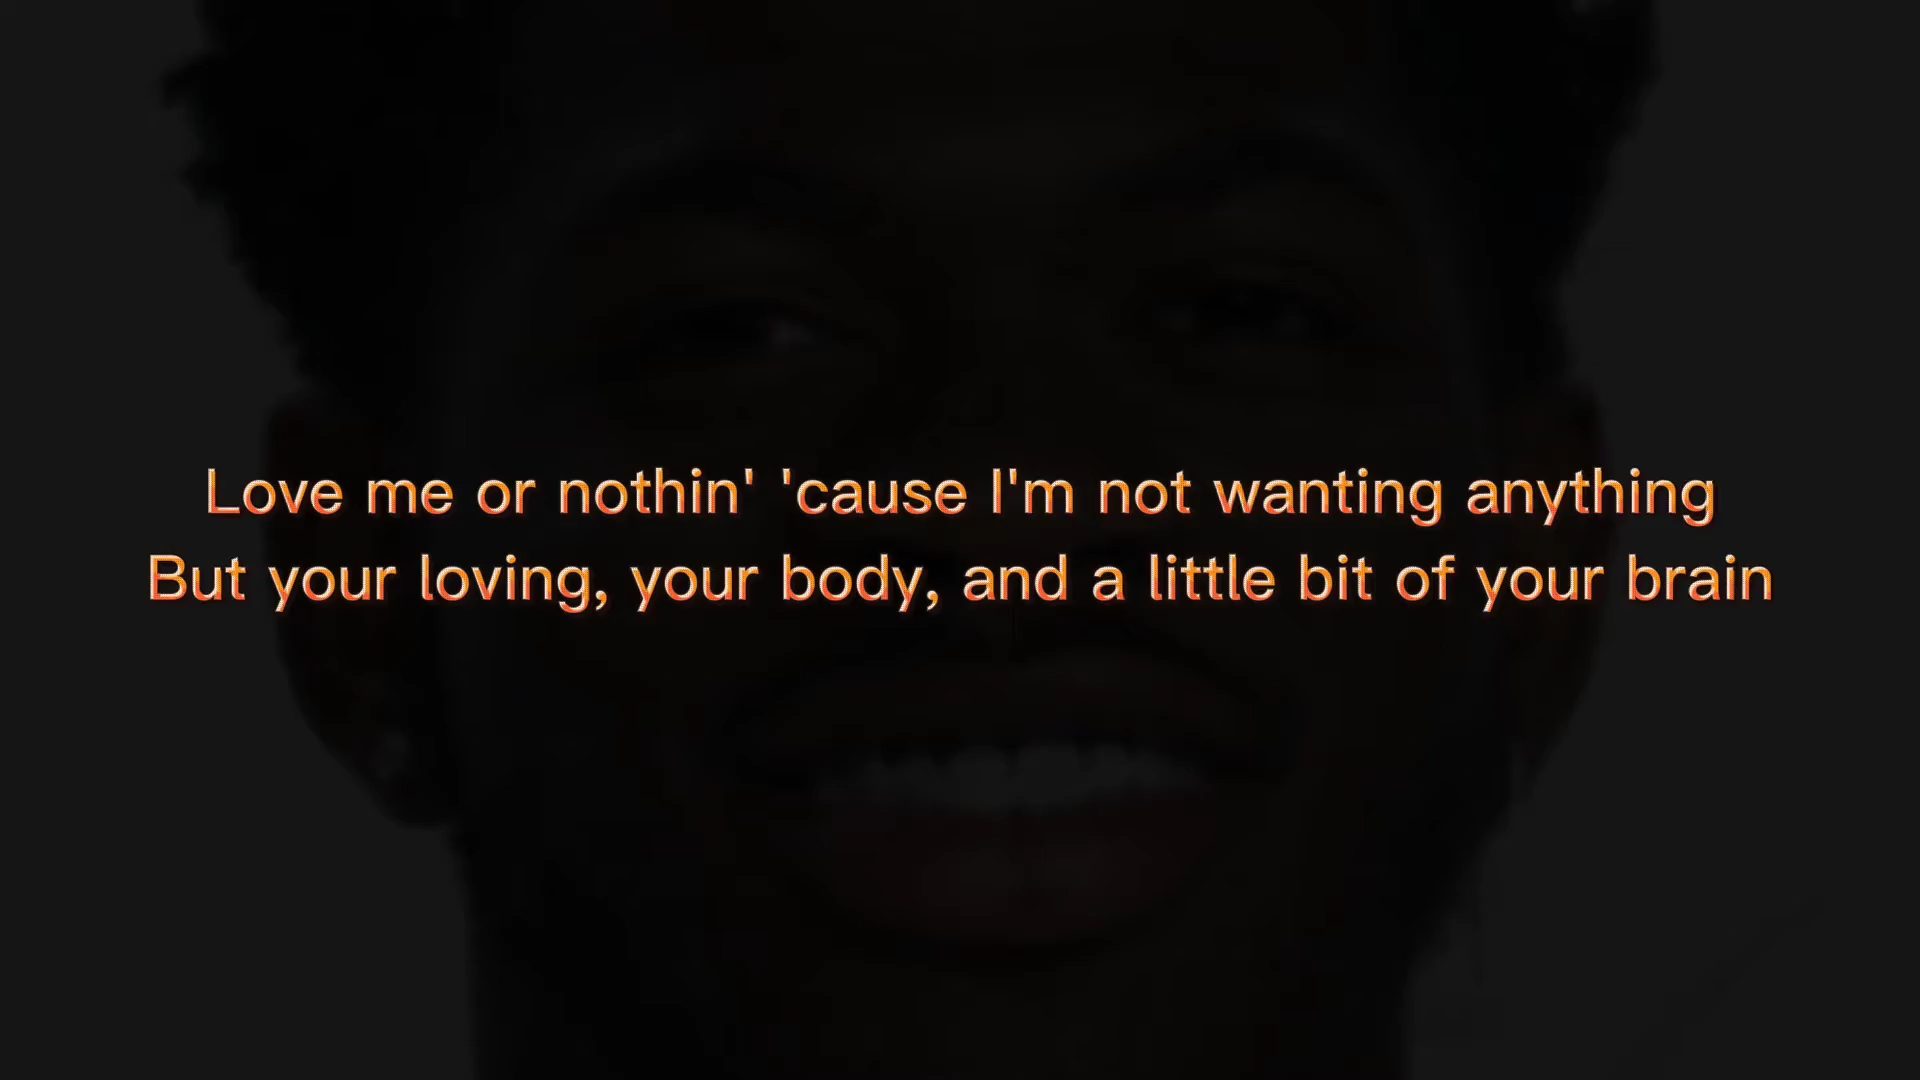 Love me or nothin' 'cause I'm not wanting anything
But your loving, your body, and a little bit of your brain